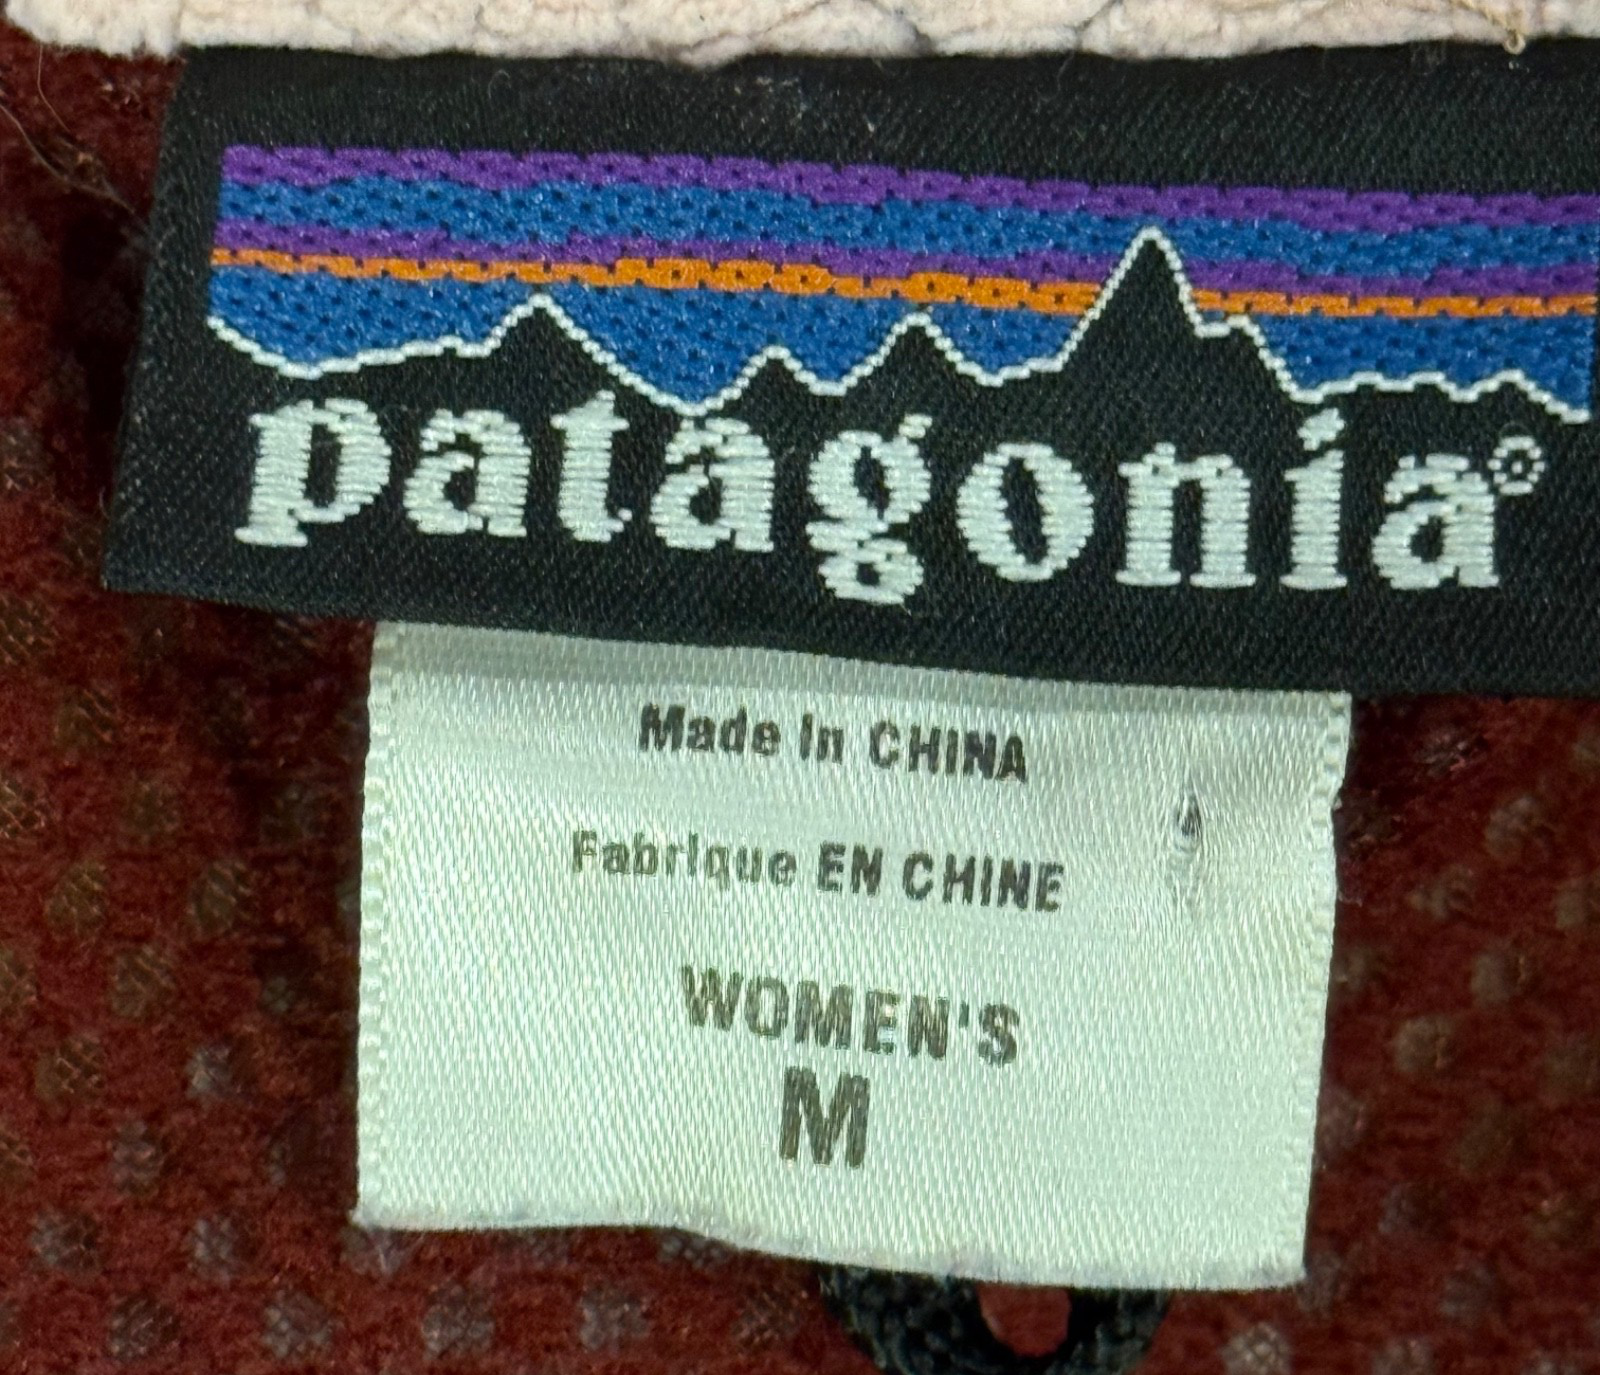 patagonia®
Made in CHINA
Fabrique EN CHINE
WOMEN'S
M